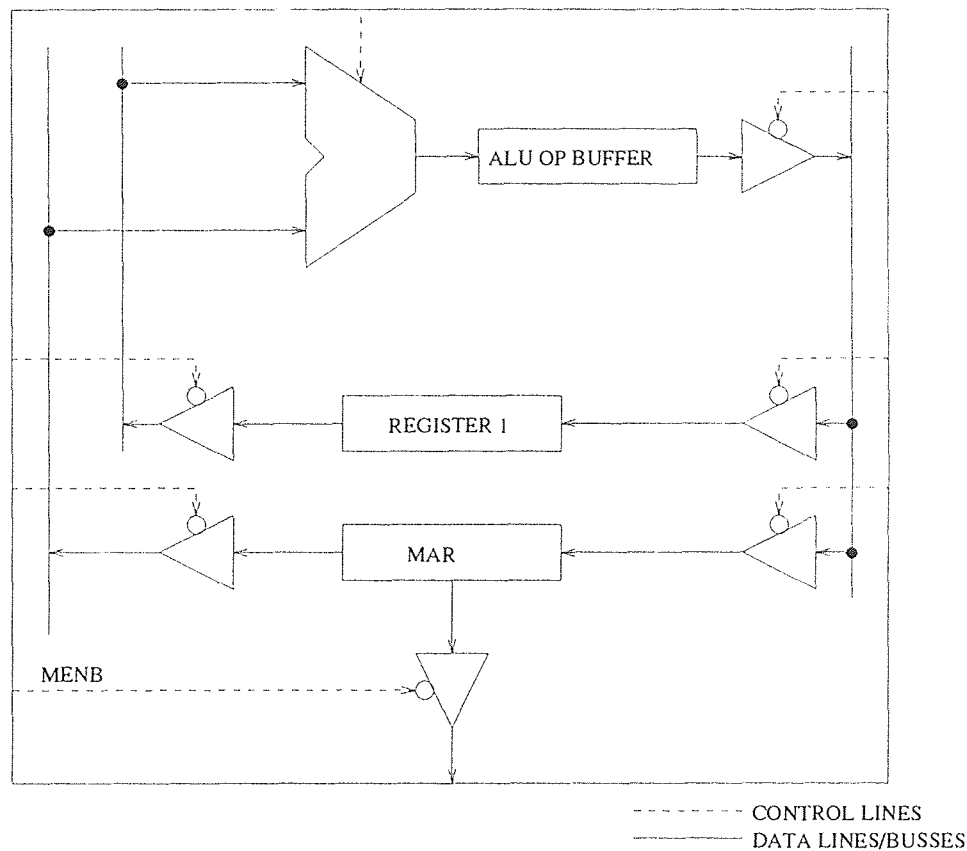 ALU OP BUFFER
REGISTER 1
MAR
MENB
CONTROL LINES
DATA LINES/BUSSES